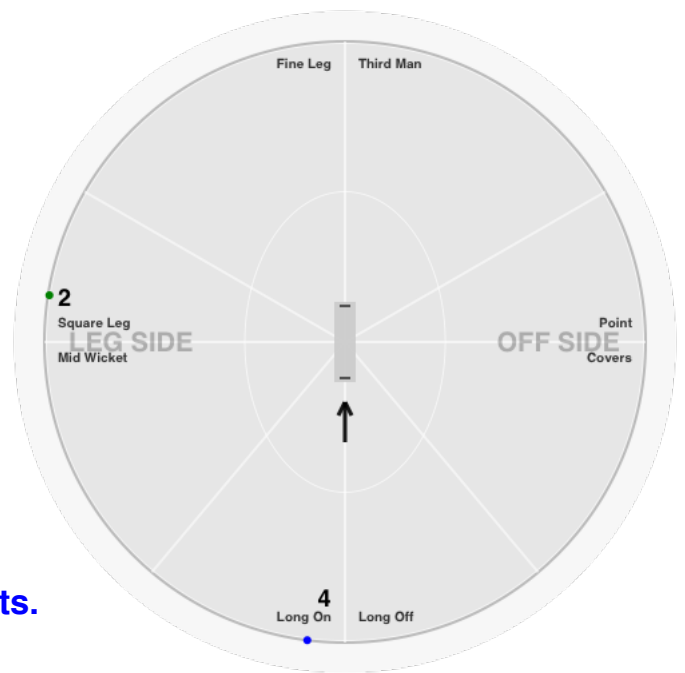 Fine Leg Third Man
2
Square Leg
LEG SIDE
Mid Wicket
Point
OFF SIDE
Covers
4
Long On Long Off
ts.